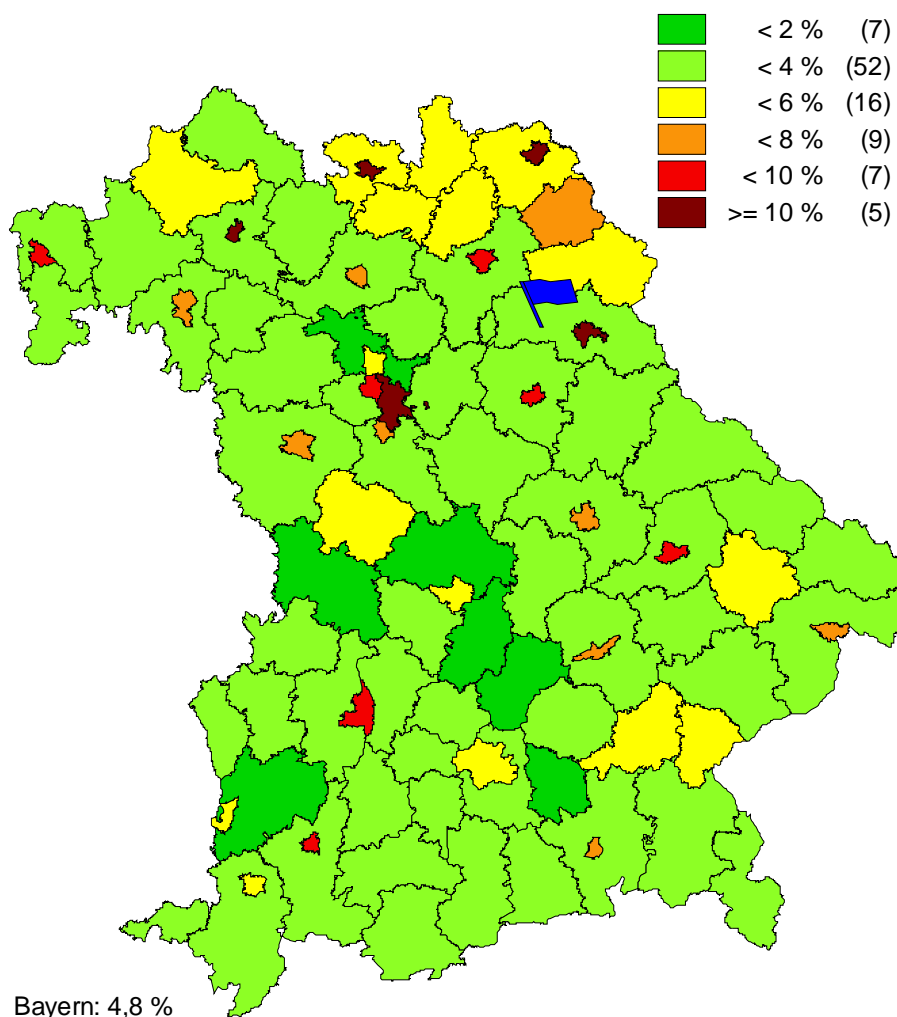 < 2 % (7)
< 4 % (52)
< 6 % (16)
< 8 % (9)
< 10 % (7)
>= 10 % (5)
Bayern: 4,8 %